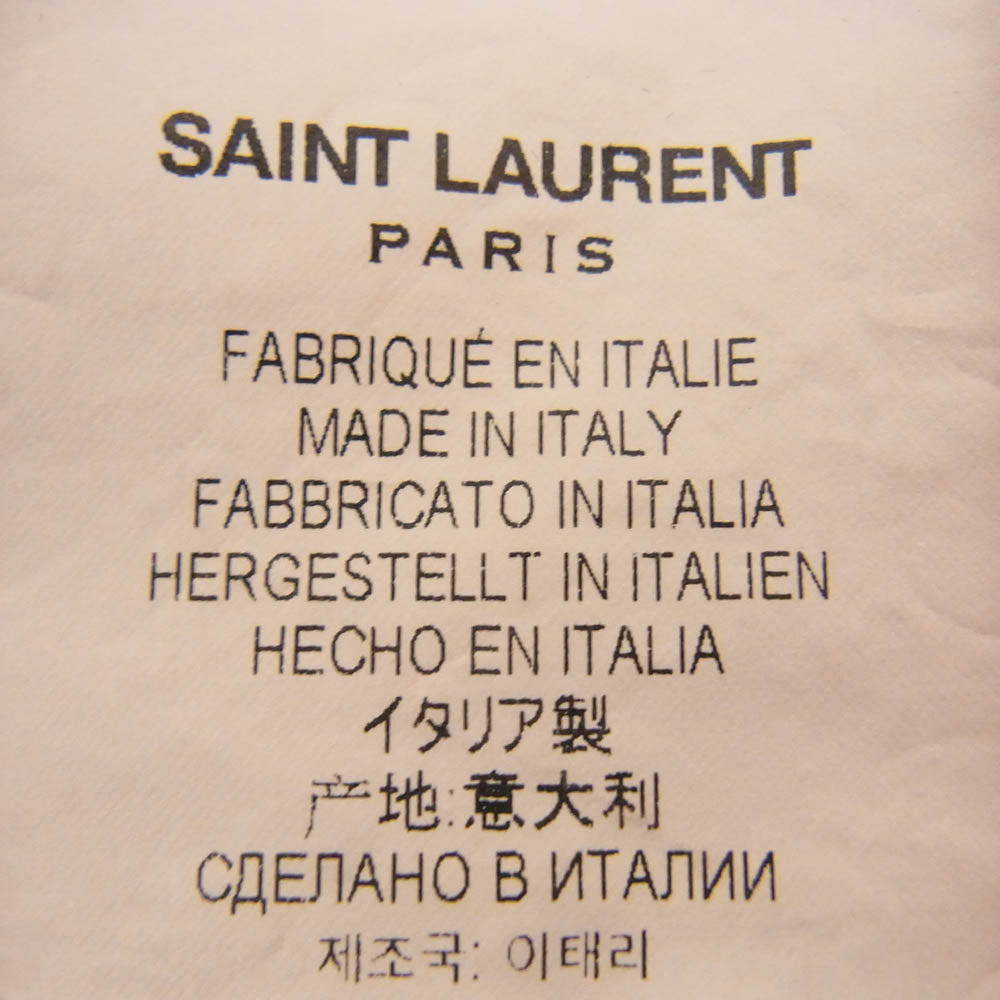 SAINT LAURENT
PARIS
FABRIQUÉ EN ITALIE
MADE IN ITALY
FABBRICATO IN ITALIA
HERGESTELLT IN ITALIEN
HECHO EN ITALIA
イタリア製
产地:意大利
СДЕЛАНО В ИТАЛИИ
제조국: 이태리